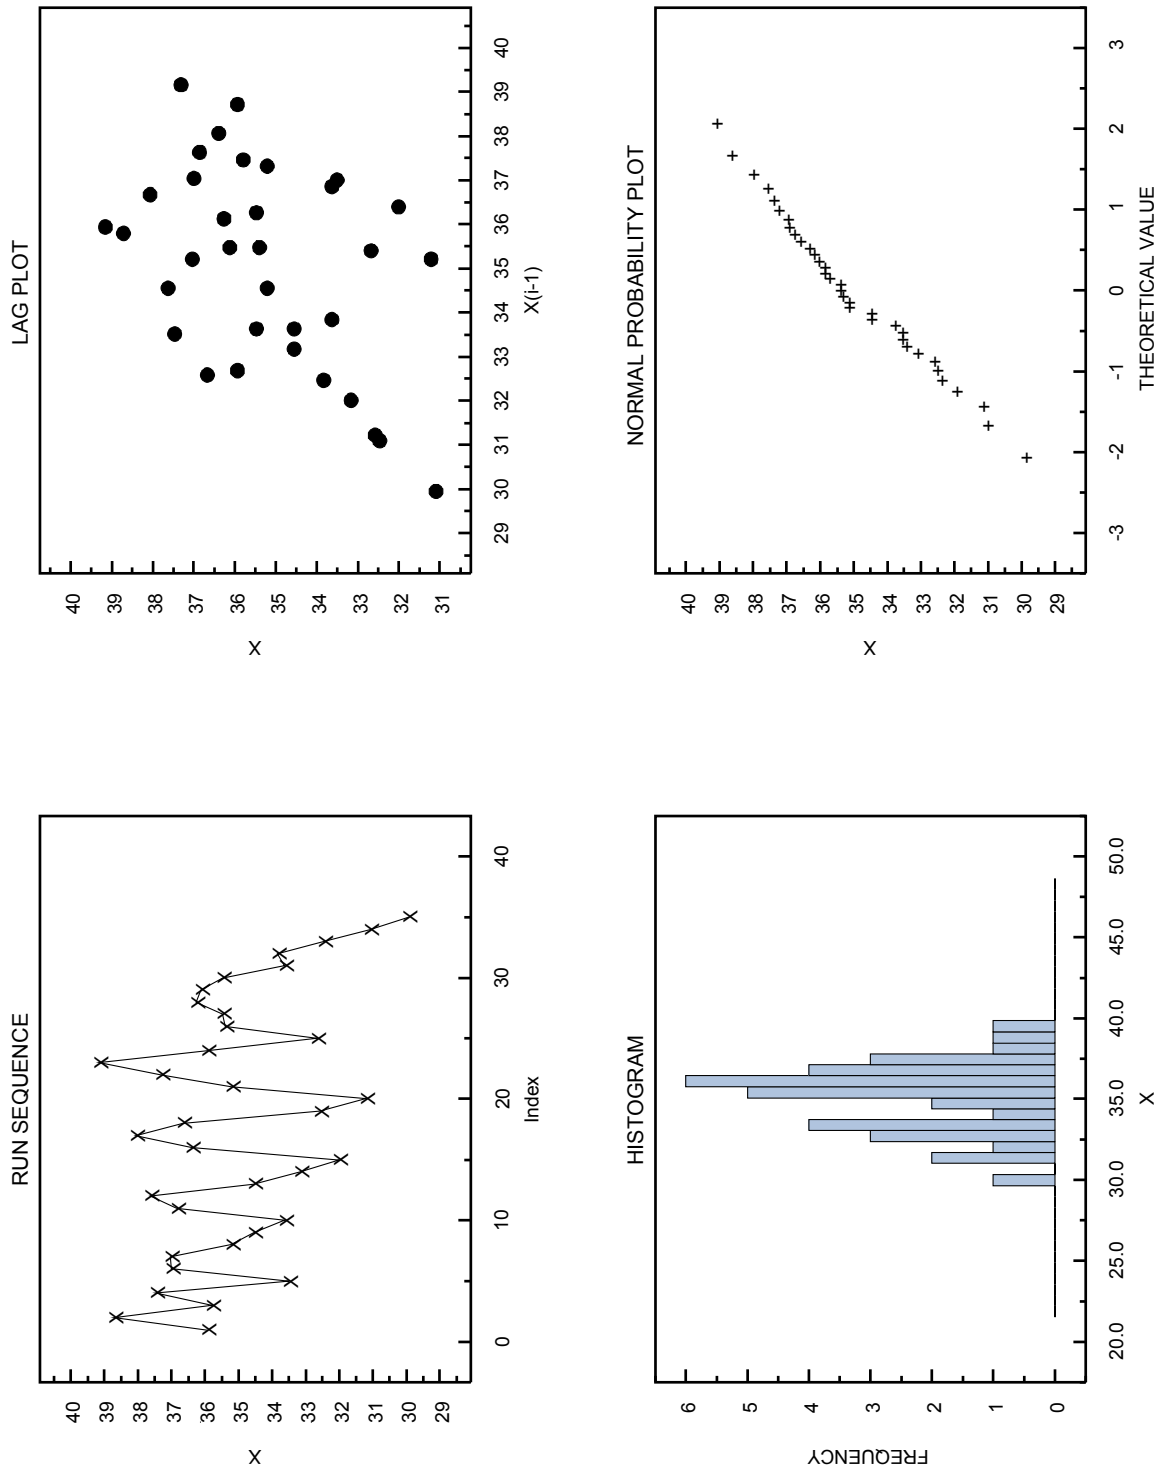 RUN SEQUENCE
X
40
39
38
37
36
35
34
33
32
31
30
0 10 20 30 40
Index
LAG PLOT
X
40
39
38
37
36
35
34
33
32
31
29 30 31 32 33 34 35 36 37 38 39 40
X(i-1)
HISTOGRAM
FREQUENCY
6
5
4
3
2
1
0
20.0 25.0 30.0 35.0 40.0 45.0 50.0
X
NORMAL PROBABILITY PLOT
X
40
39
38
37
36
35
34
33
32
31
30
29
-3 -2 -1 0 1 2 3
THEORETICAL VALUE